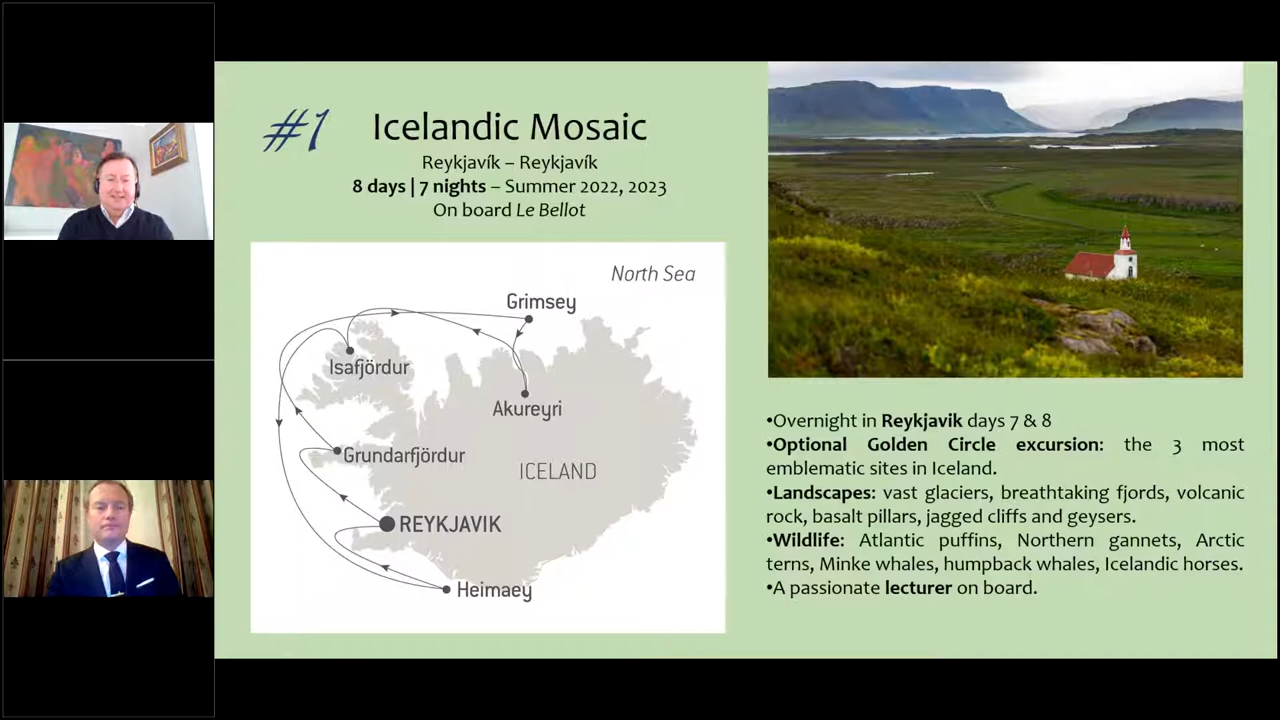 #1
Icelandic Mosaic
Reykjavík – Reykjavík
8 days | 7 nights – Summer 2022, 2023
On board Le Bellot
North Sea
Grimsey
Isafjördur
Akureyri
Grundarfjördur
ICELAND
REYKJAVIK
Heimaey
•Overnight in Reykjavik days 7 & 8
•Optional Golden Circle excursion: the 3 most
emblematic sites in Iceland.
•Landscapes: vast glaciers, breathtaking fjords, volcanic
rock, basalt pillars, jagged cliffs and geysers.
•Wildlife: Atlantic puffins, Northern gannets, Arctic
terns, Minke whales, humpback whales, Icelandic horses.
•A passionate lecturer on board.